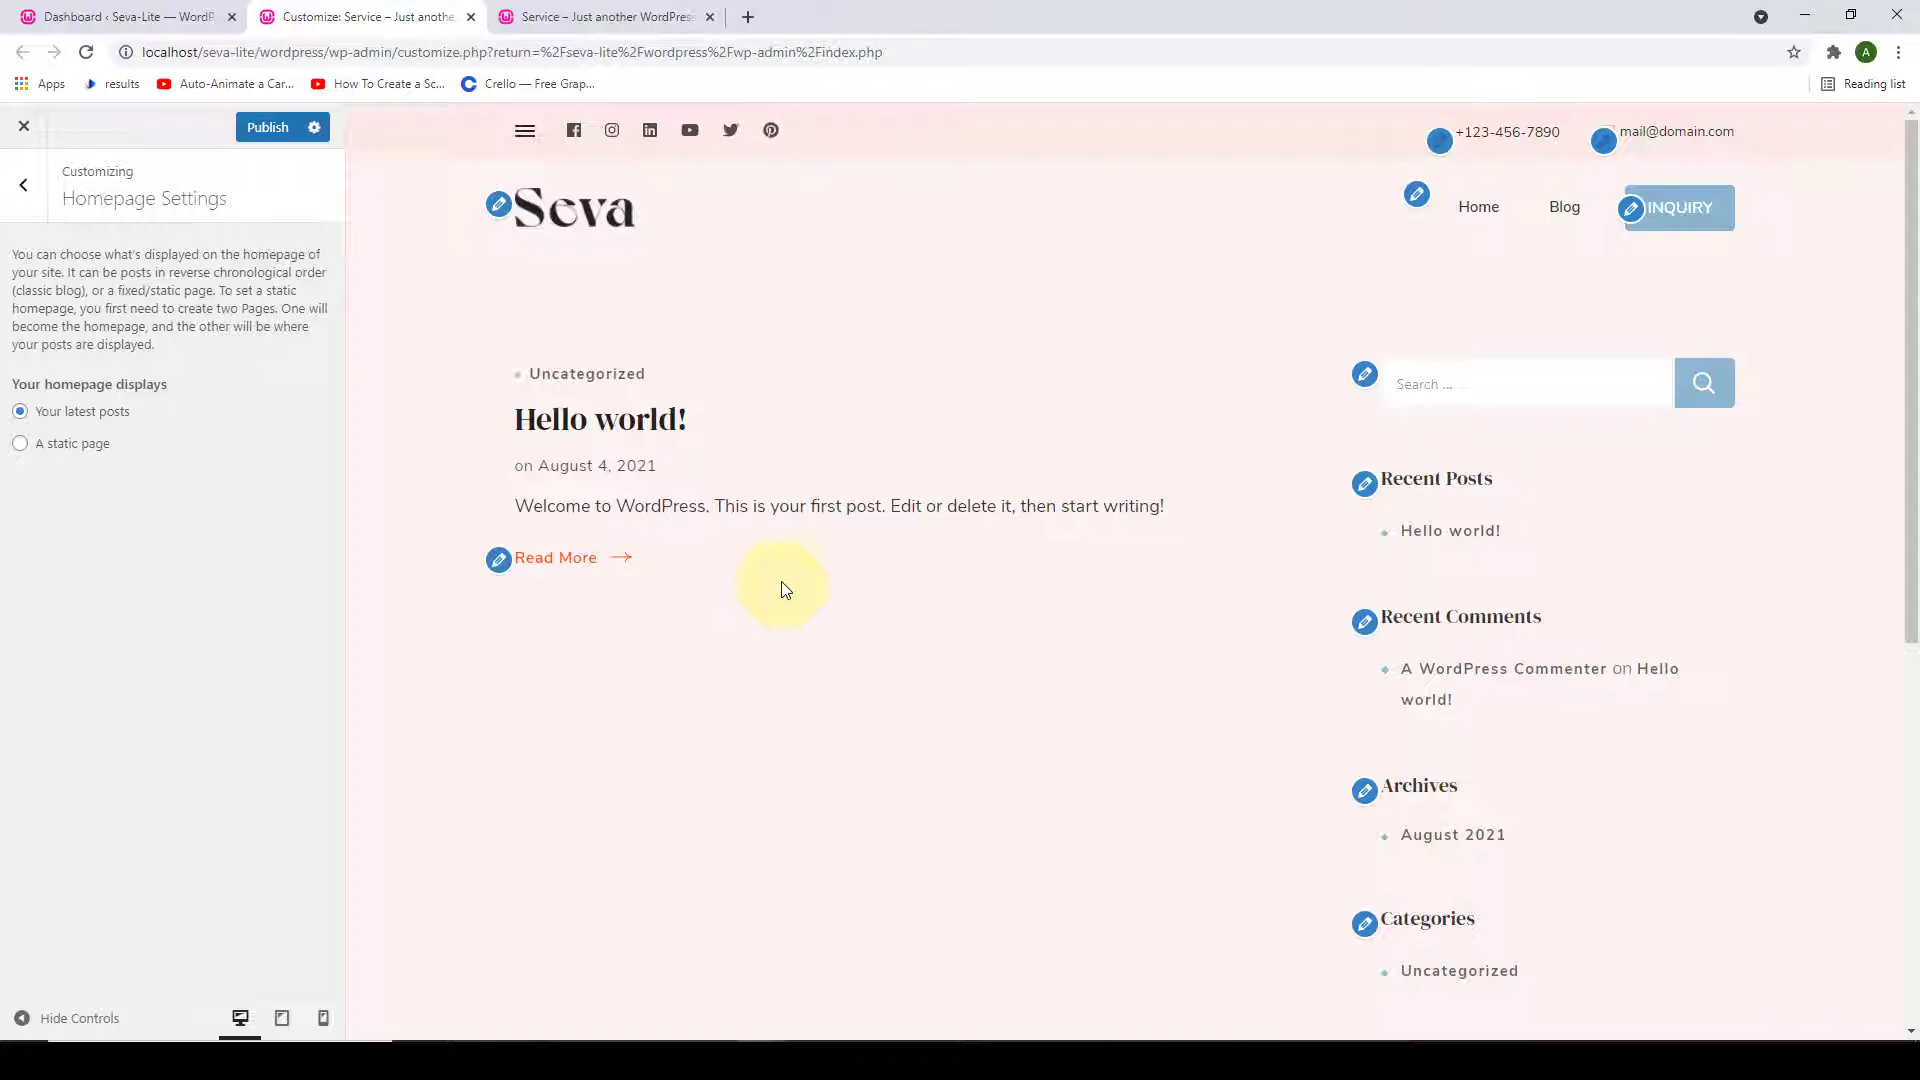 Dashboard ‹ Seva-Lite — WordP
Customize: Service – Just anothe
Service – Just another WordPress
localhost/seva-lite/wordpress/wp-admin/customize.php?return=%2Fseva-lite%2Fwordpress%2Fwp-admin%2Findex.php
A
Apps
results
Auto-Animate a Car...
How To Create a Sc...
Crello — Free Grap...
Reading list
Publish
Customizing
Homepage Settings
You can choose what's displayed on the homepage of
your site. It can be posts in reverse chronological order
(classic blog), or a fixed/static page. To set a static
homepage, you first need to create two Pages. One will
become the homepage, and the other will be where
your posts are displayed.
Your homepage displays
Your latest posts
A static page
Hide Controls
+123-456-7890
mail@domain.com
Seva
Home
Blog
INQUIRY
Uncategorized
Hello world!
on August 4, 2021
Welcome to WordPress. This is your first post. Edit or delete it, then start writing!
Read More
Search ...
Recent Posts
Hello world!
Recent Comments
A WordPress Commenter on Hello
world!
Archives
August 2021
Categories
Uncategorized